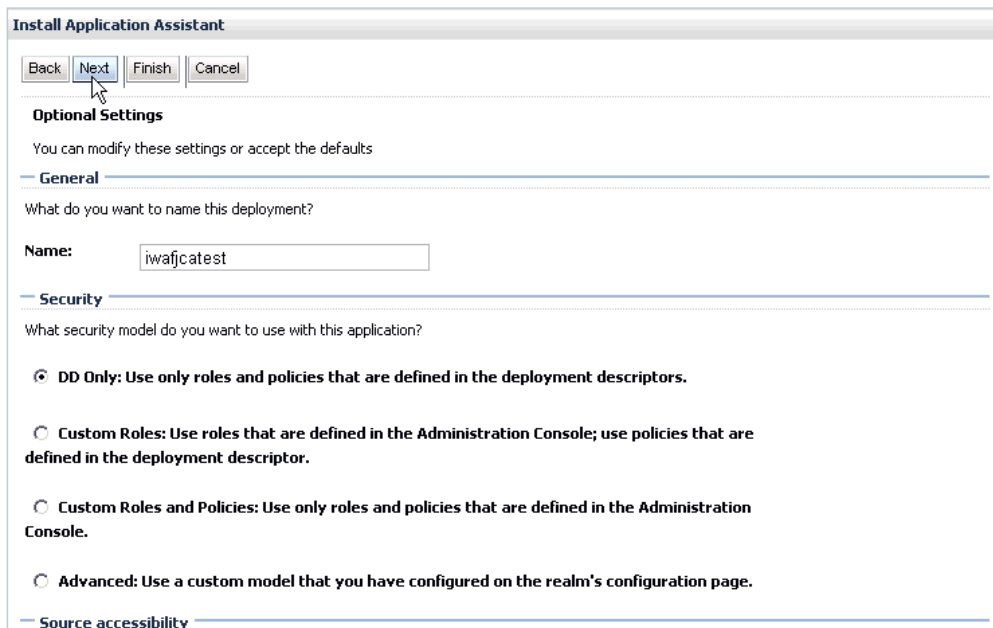 Install Application Assistant
Back Next Finish Cancel
Optional Settings
You can modify these settings or accept the defaults
General
What do you want to name this deployment?
Name: iwafjcatest
Security
What security model do you want to use with this application?
DD Only: Use only roles and policies that are defined in the deployment descriptors.
Custom Roles: Use roles that are defined in the Administration Console; use policies that are
defined in the deployment descriptor.
Custom Roles and Policies: Use only roles and policies that are defined in the Administration
Console.
Advanced: Use a custom model that you have configured on the realm's configuration page.
Source accessibility